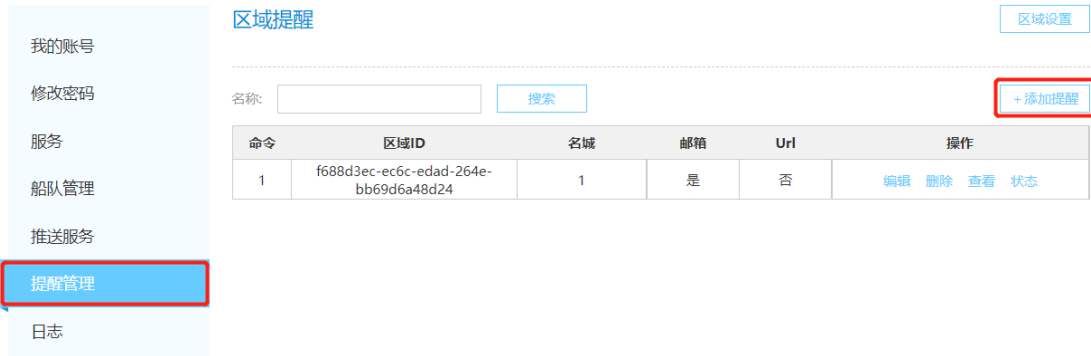 区域提醒
区域设置
我的账号
修改密码
服务
船队管理
推送服务
提醒管理
日志
名称:
搜索
+添加提醒
命令 区域ID 名城 邮箱 Url 操作
1 f688d3ec-ec6c-edad-264e-
bb69d6a48d24 1 是 否 编辑 删除 查看 状态